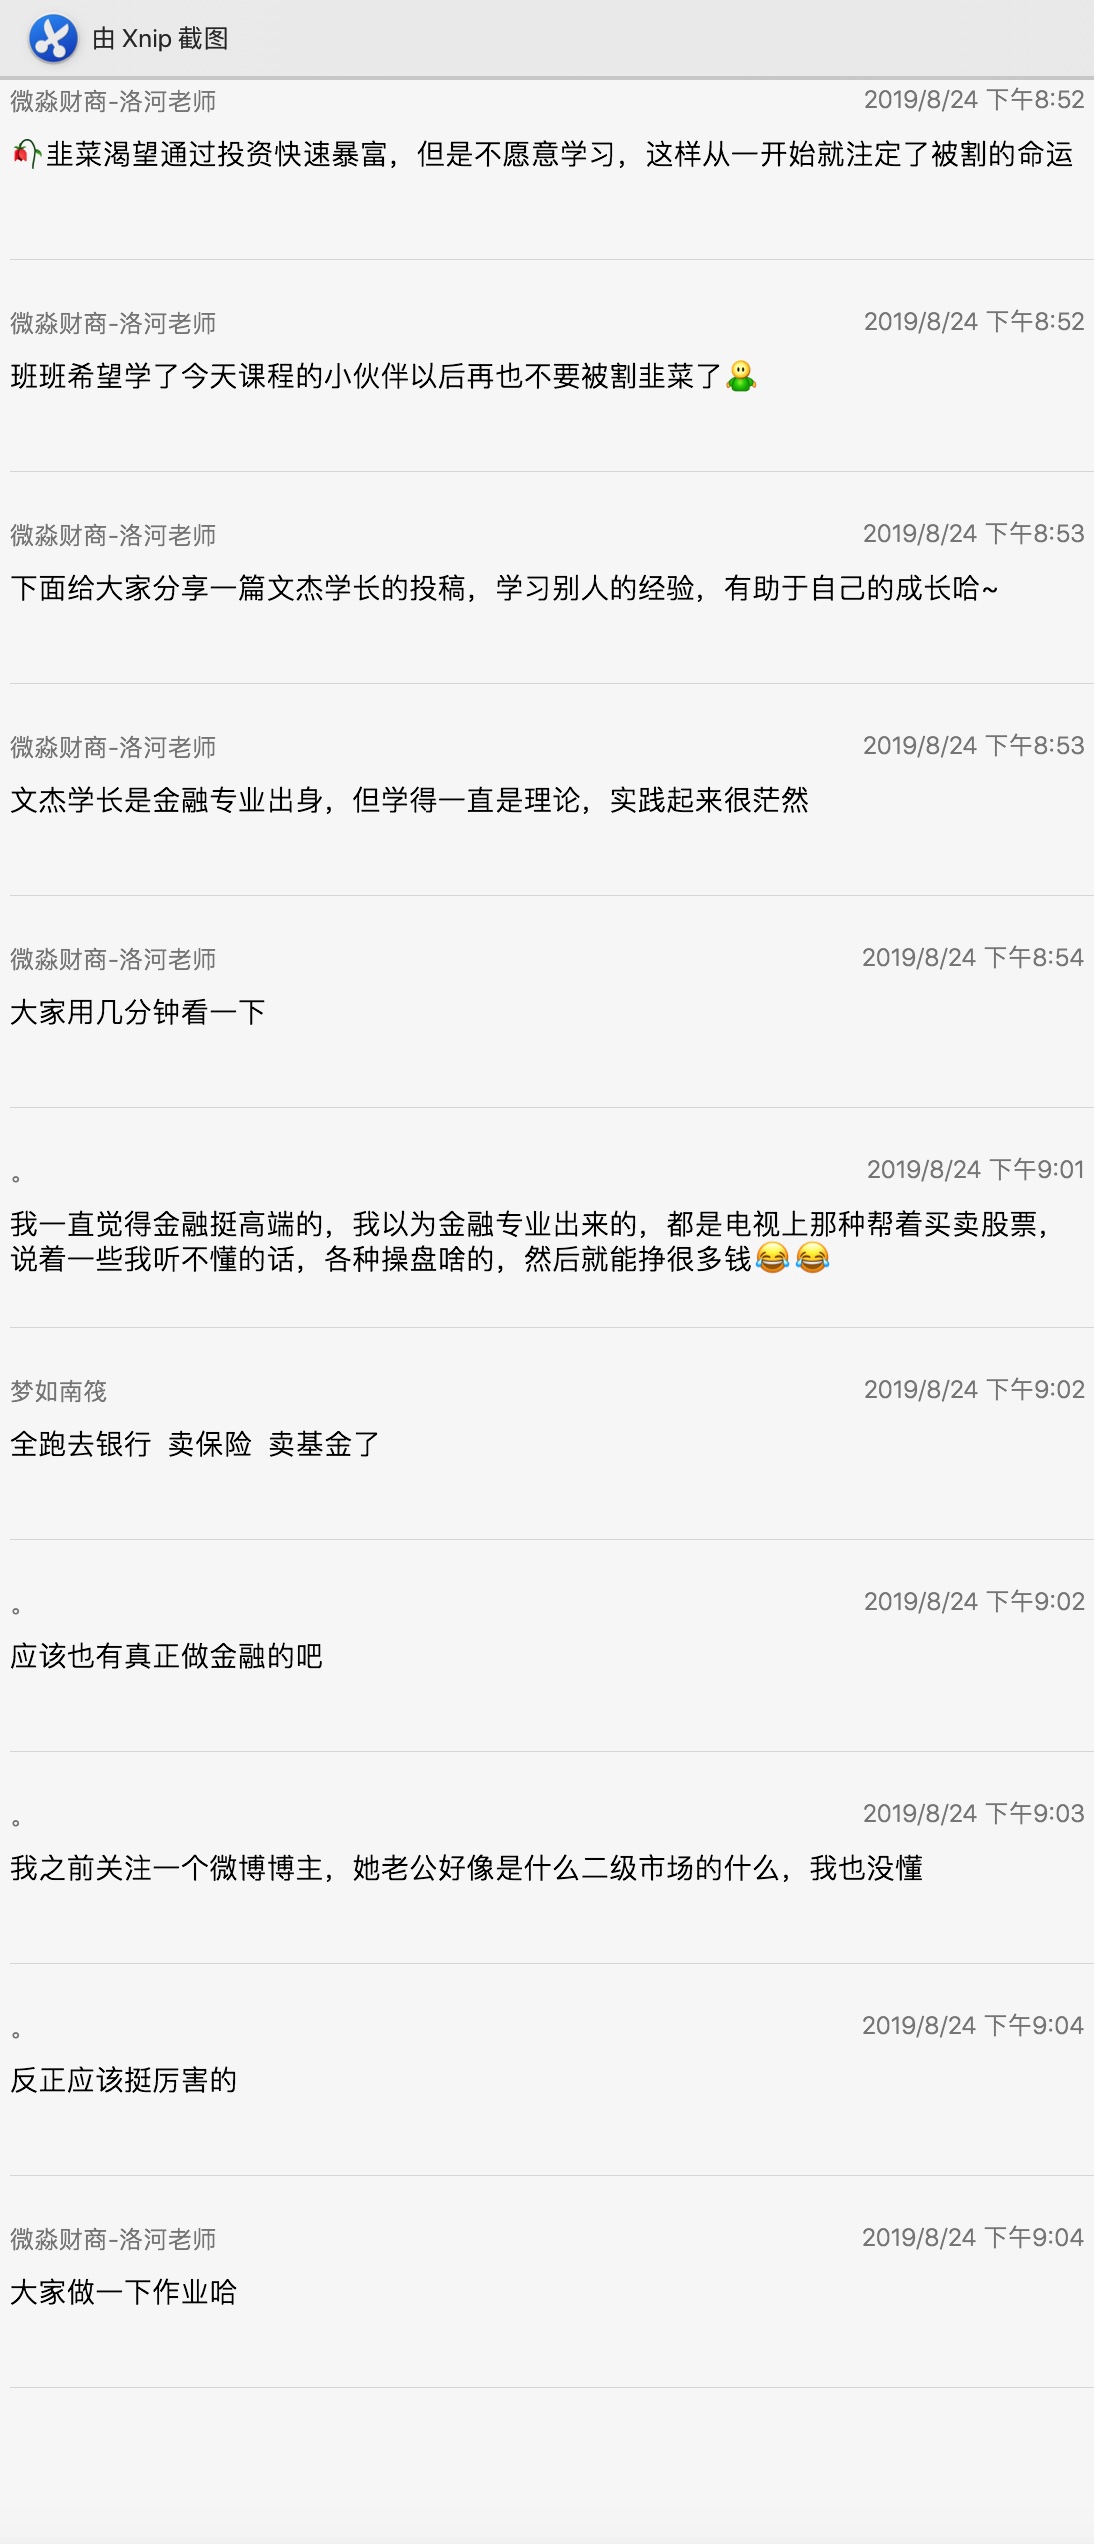 由 Xnip 截图
微淼财商-洛河老师
2019/8/24 下午8:52
🥀韭菜渴望通过投资快速暴富，但是不愿意学习，这样从一开始就注定了被割的命运
微淼财商-洛河老师
2019/8/24 下午8:52
班班希望学了今天课程的小伙伴以后再也不要被割韭菜了
微淼财商-洛河老师
2019/8/24 下午8:53
下面给大家分享一篇文杰学长的投稿，学习别人的经验，有助于自己的成长哈~
微淼财商-洛河老师
2019/8/24 下午8:53
文杰学长是金融专业出身，但学得一直是理论，实践起来很茫然
微淼财商-洛河老师
2019/8/24 下午8:54
大家用几分钟看一下
。
2019/8/24 下午9:01
我一直觉得金融挺高端的，我以为金融专业出来的，都是电视上那种帮着买卖股票，
说着一些我听不懂的话，各种操盘啥的，然后就能挣很多钱😂😂
梦如南筏
2019/8/24 下午9:02
全跑去银行 卖保险 卖基金了
。
2019/8/24 下午9:02
应该也有真正做金融的吧
。
2019/8/24 下午9:03
我之前关注一个微博博主，她老公好像是什么二级市场的什么，我也没懂
。
2019/8/24 下午9:04
反正应该挺厉害的
微淼财商-洛河老师
2019/8/24 下午9:04
大家做一下作业哈